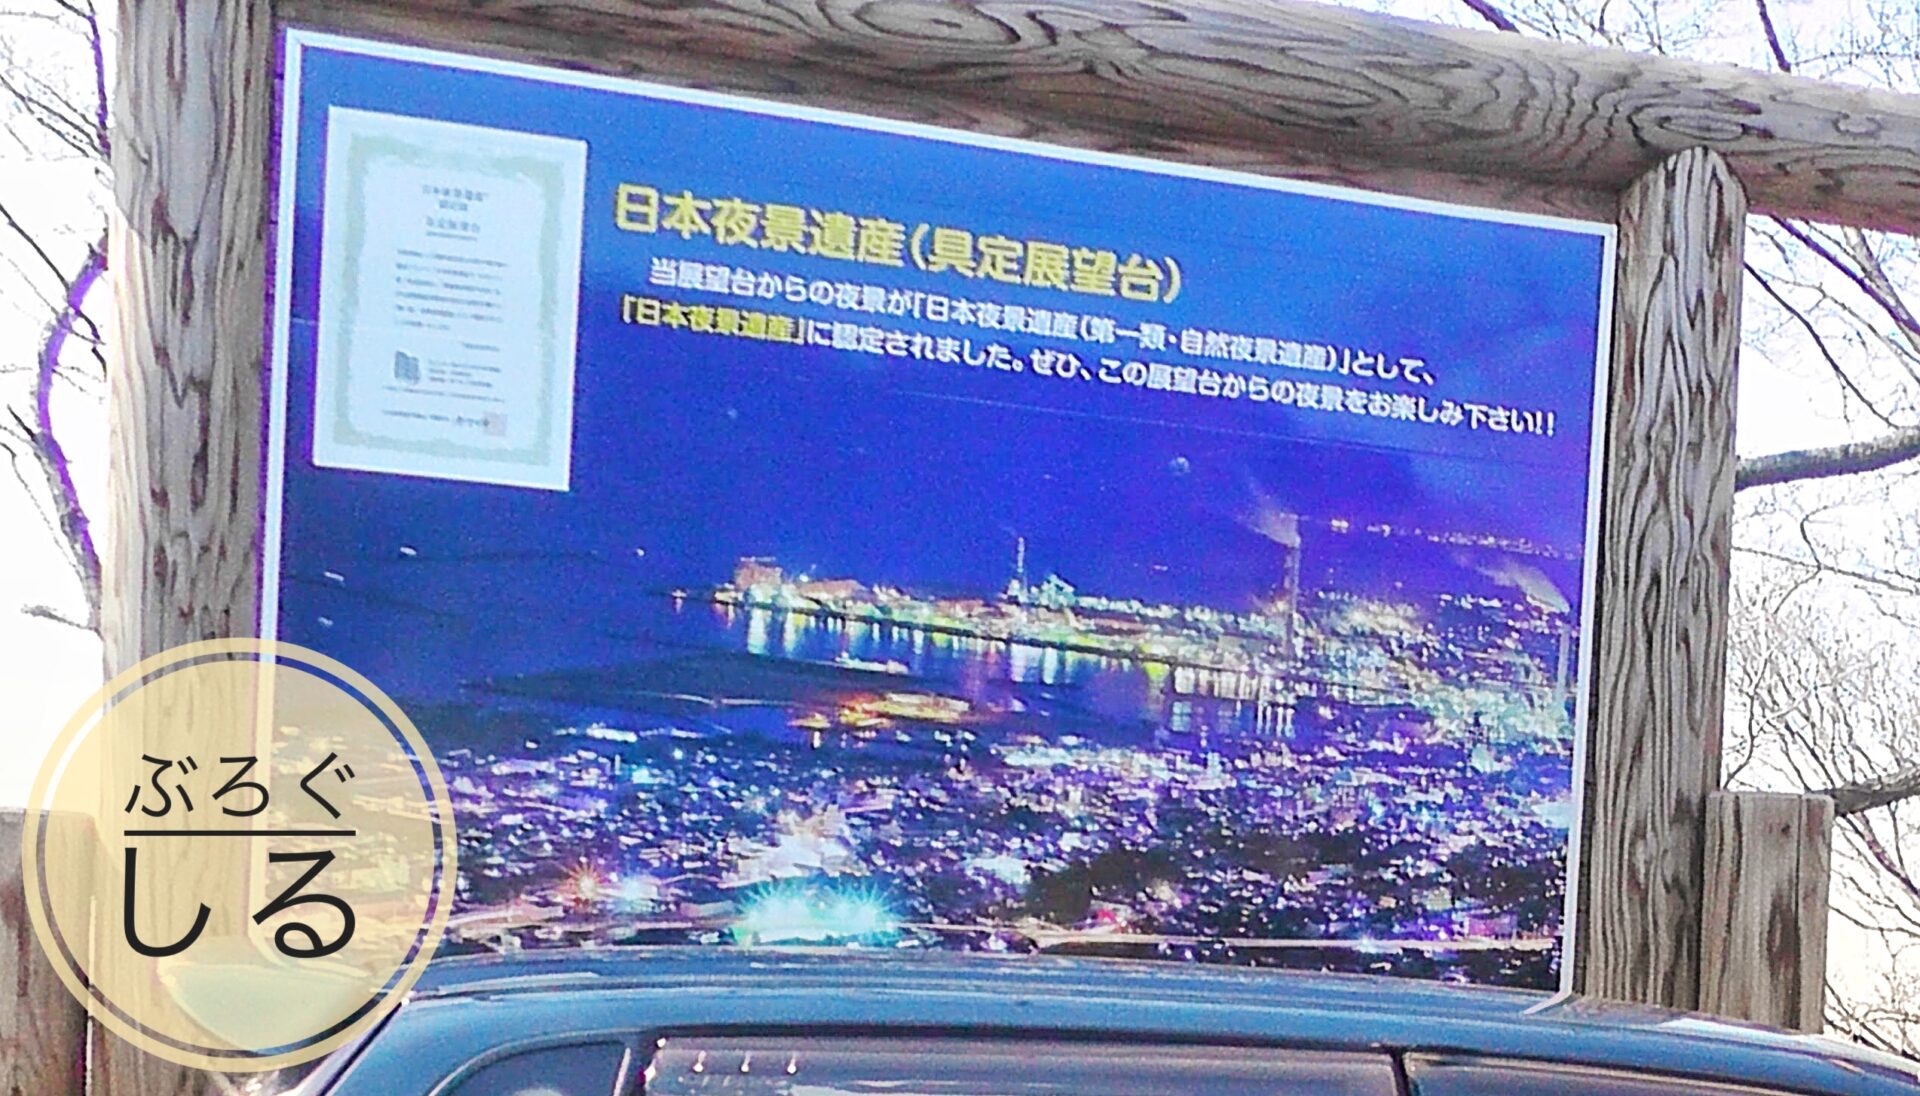 日本夜景遺産(具定展望台)
当展望台からの夜景が「日本夜景遺産(第一類・自然夜景遺産)」として、
「日本夜景遺産」に認定されました。ぜひ、この展望台からの夜景をお楽しみ下さい!!
ぶろぐ
しる